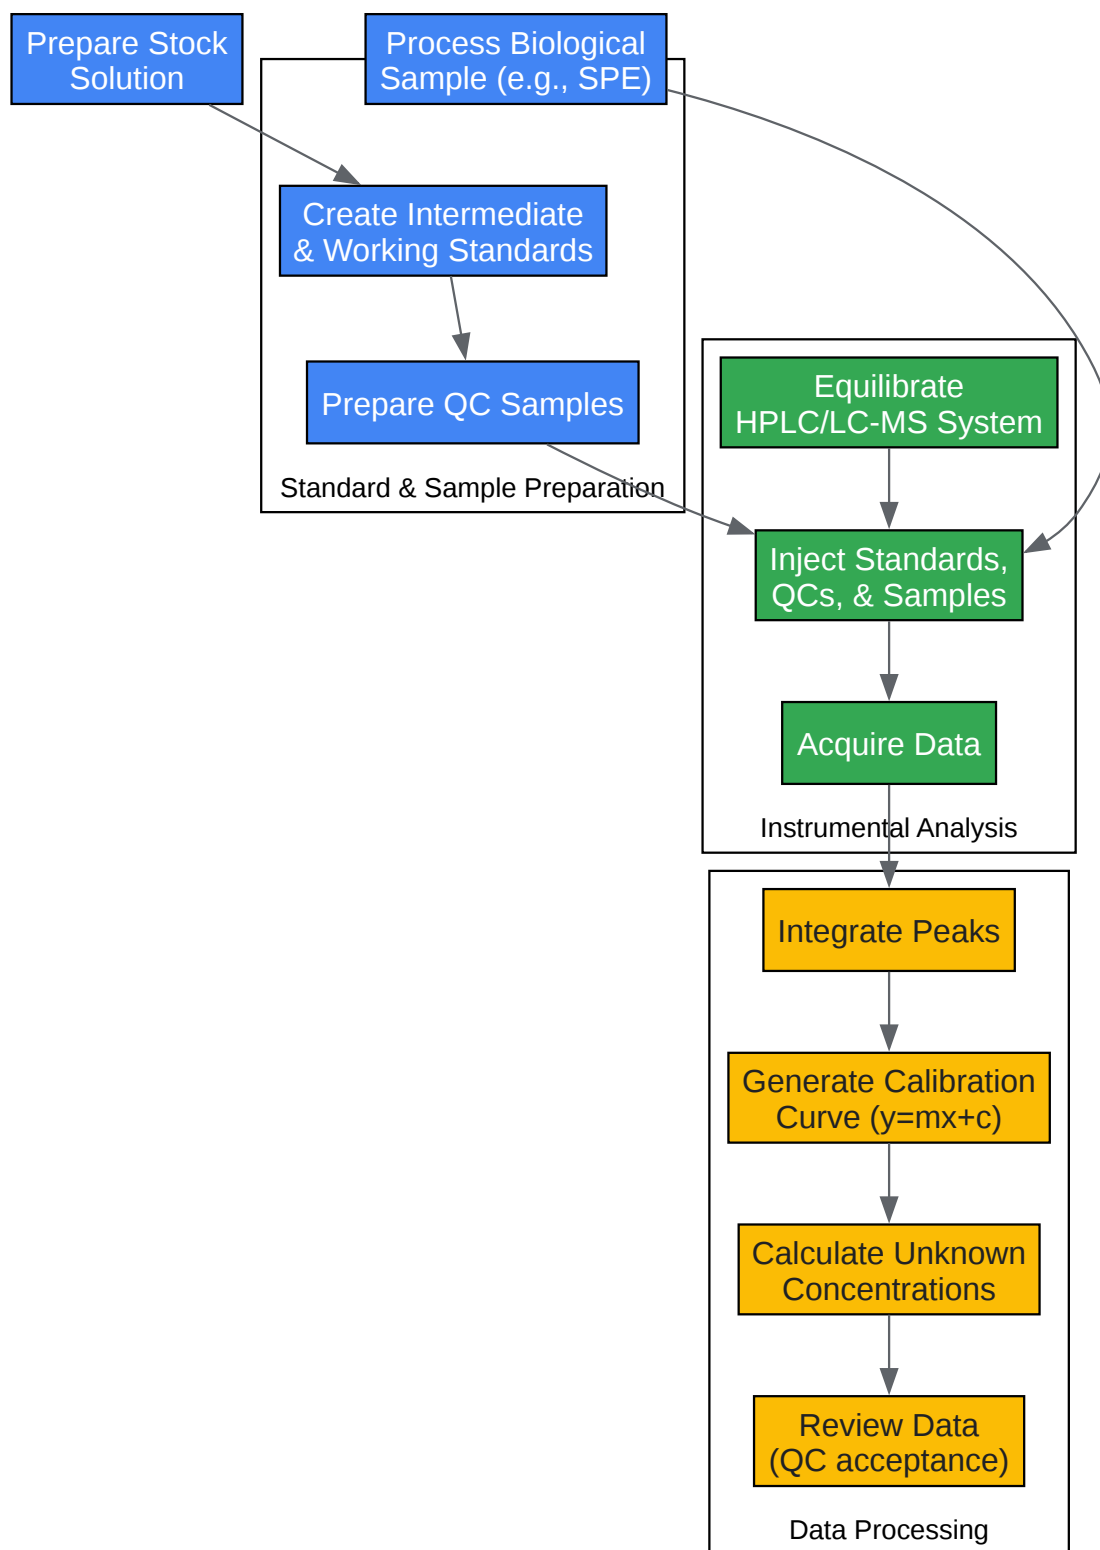 Prepare Stock
Solution
Process Biological
Sample (e.g., SPE)
Create Intermediate
& Working Standards
Prepare QC Samples
Standard & Sample Preparation
Equilibrate
HPLC/LC-MS System
Inject Standards,
QCs, & Samples
Acquire Data
Instrumental Analysis
Integrate Peaks
Generate Calibration
Curve (y=mx+c)
Calculate Unknown
Concentrations
Review Data
(QC acceptance)
Data Processing